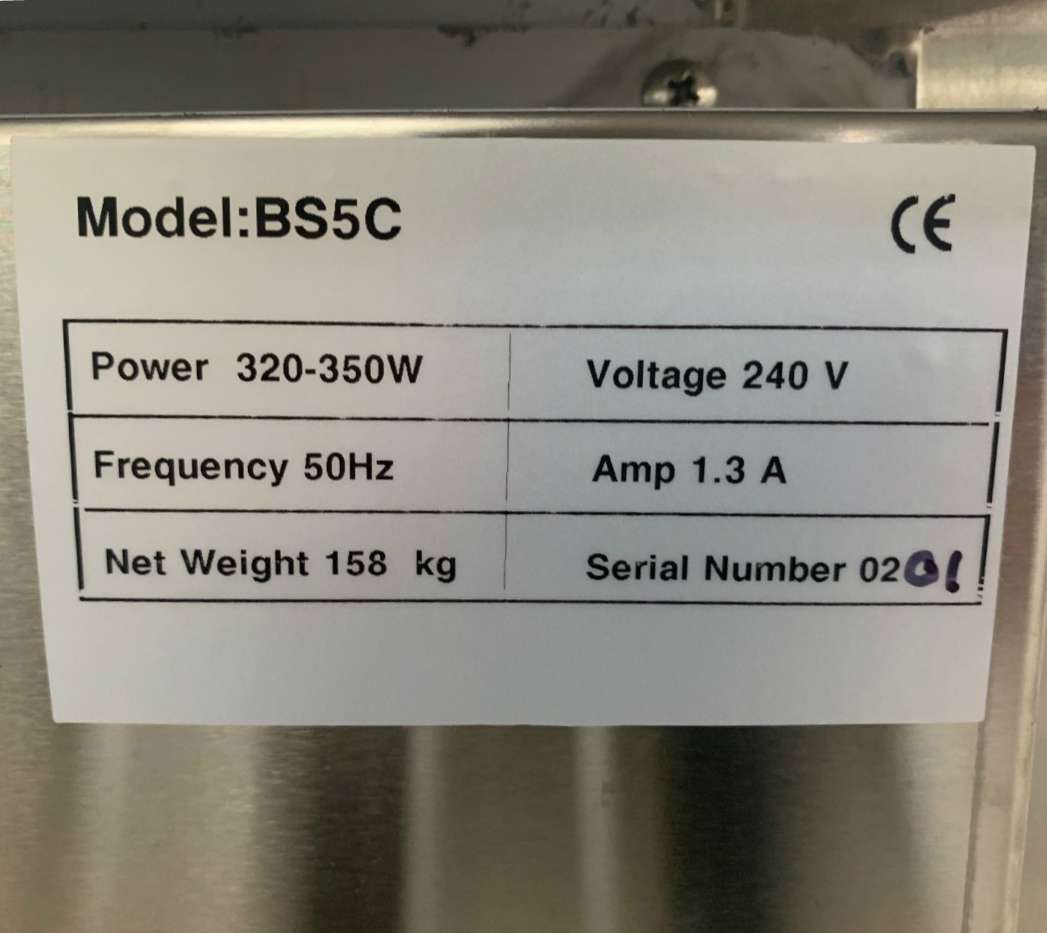 Model:BS5C
CE
Power 320-350W
Voltage 240 V
Frequency 50Hz
Amp 1.3 A
Net Weight 158 kg
Serial Number 020!